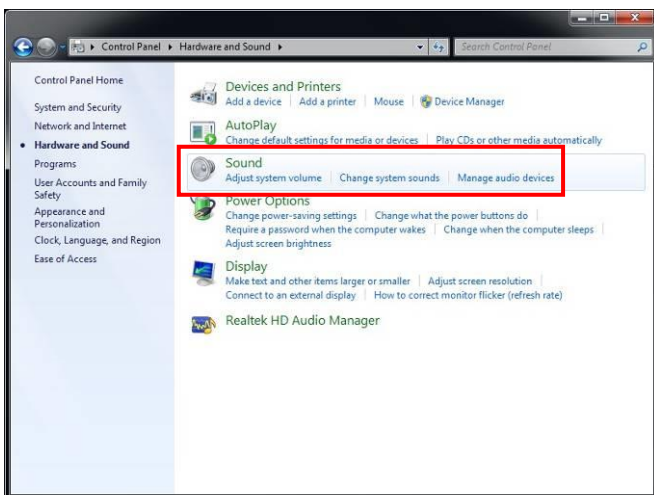 Control Panel ▸ Hardware and Sound ▸
Search Control Panel
Control Panel Home
System and Security
Network and Internet
Hardware and Sound
Programs
User Accounts and Family
Safety
Appearance and
Personalization
Clock, Language, and Region
Ease of Access
Devices and Printers
Add a device | Add a printer | Mouse | Device Manager
AutoPlay
Change default settings for media or devices | Play CDs or other media automatically
Sound
Adjust system volume | Change system sounds | Manage audio devices
Power Options
Change power-saving settings | Change what the power buttons do |
Require a password when the computer wakes | Change when the computer sleeps |
Adjust screen brightness
Display
Make text and other items larger or smaller | Adjust screen resolution |
Connect to an external display | How to correct monitor flicker (refresh rate)
Realtek HD Audio Manager